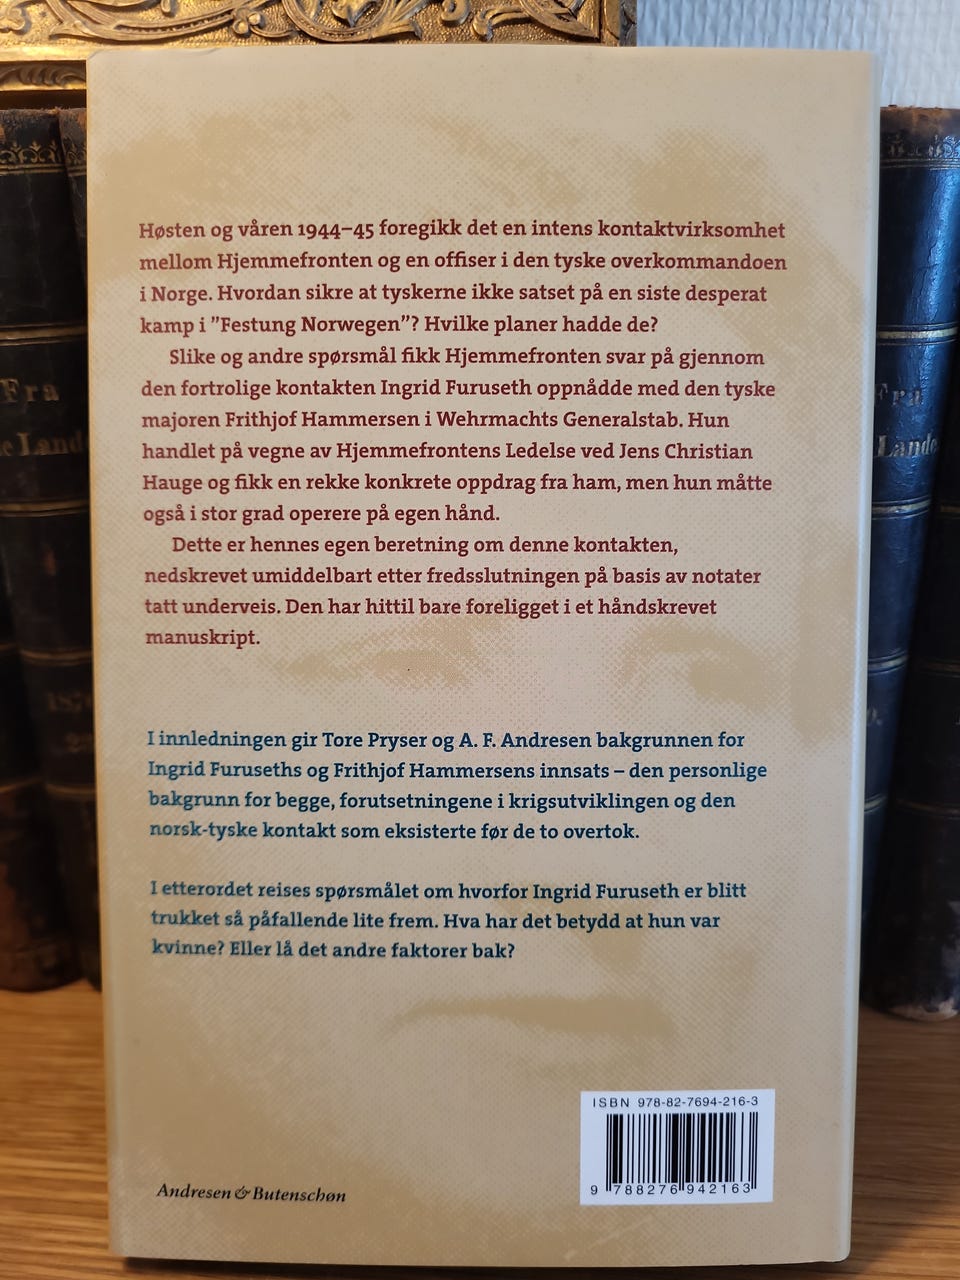 Høsten og våren 1944–45 foregikk det en intens kontaktvirksomhet
mellom Hjemmefronten og en offiser i den tyske overkommandoen
i Norge. Hvordan sikre at tyskerne ikke satset på en siste desperat
kamp i ”Festung Norwegen”? Hvilke planer hadde de?
Slike og andre spørsmål fikk Hjemmefronten svar på gjennom
den fortrolige kontakten Ingrid Furuseth oppnådde med den tyske
majoren Frithjof Hammersen i Wehrmachts Generalstab. Hun
handlet på vegne av Hjemmefrontens Ledelse ved Jens Christian
Hauge og fikk en rekke konkrete oppdrag fra ham, men hun måtte
også i stor grad operere på egen hånd.
Dette er hennes egen beretning om denne kontakten,
nedskrevet umiddelbart etter fredsslutningen på basis av notater
tatt underveis. Den har hittil bare foreligget i et håndskrevet
manuskript.
I innledningen gir Tore Pryser og A. F. Andresen bakgrunnen for
Ingrid Furuseths og Frithjof Hammersens innsats – den personlige
bakgrunn for begge, forutsetningene i krigsutviklingen og den
norsk-tyske kontakt som eksisterte før de to overtok.
I etterordet reises spørsmålet om hvorfor Ingrid Furuseth er blitt
trukket så påfallende lite frem. Hva har det betydd at hun var
kvinne? Eller lå det andre faktorer bak?
ISBN 978-82-7694-216-3
9 788276 942163
Andresen & Butenschøn
Fra
Land
Fra
Lande